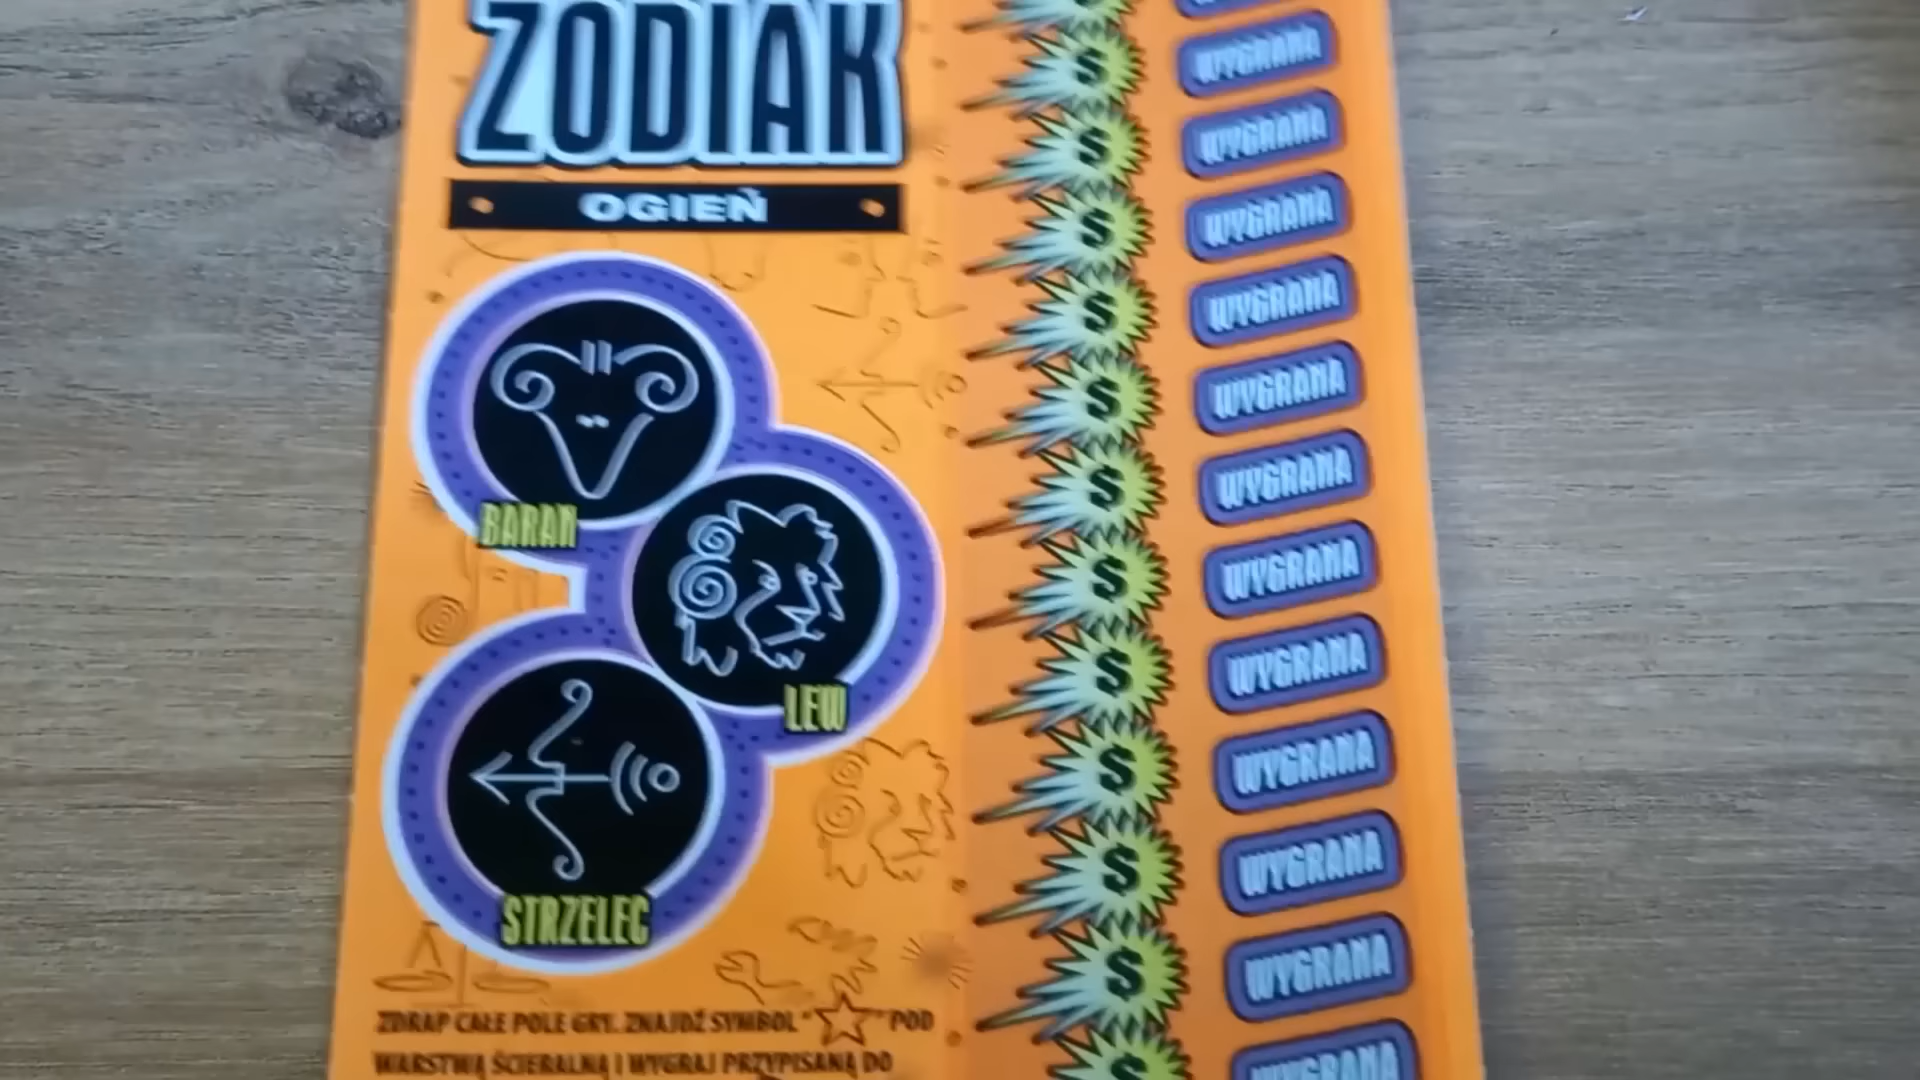 ZODIAK
OGIEŃ
BARAN
LEW
STRZELEC
ZDRAP CAŁE POLE GRY. ZNAJDŹ SYMBOL "☆" POD
WARSTWĄ ŚCIERALNĄ I WYGRAJ PRZYPISANĄ DO
$ WYGRANA
$ WYGRANA
$ WYGRANA
$ WYGRANA
$ WYGRANA
$ WYGRANA
$ WYGRANA
$ WYGRANA
$ WYGRANA
$ WYGRANA
$ WYGRANA
$ WYGRANA